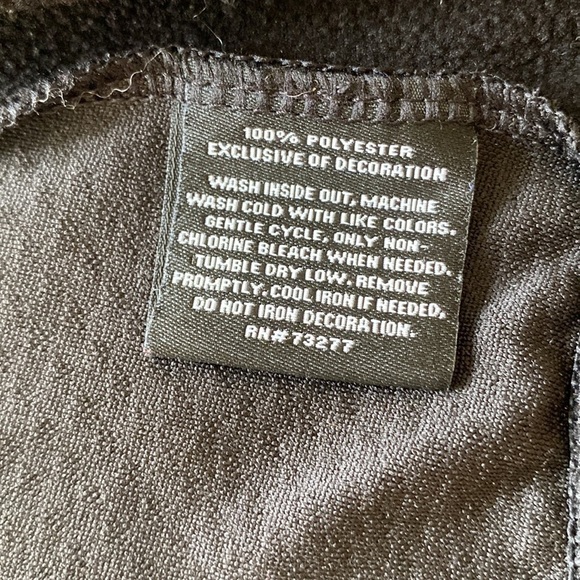 100% POLYESTER
EXCLUSIVE OF DECORATION
WASH INSIDE OUT, MACHINE
WASH COLD WITH LIKE COLORS.
GENTLE CYCLE, ONLY NON-
CHLORINE BLEACH WHEN NEEDED.
TUMBLE DRY LOW, REMOVE
PROMPTLY, COOL IRON IF NEEDED,
DO NOT IRON DECORATION.
RN# 73277